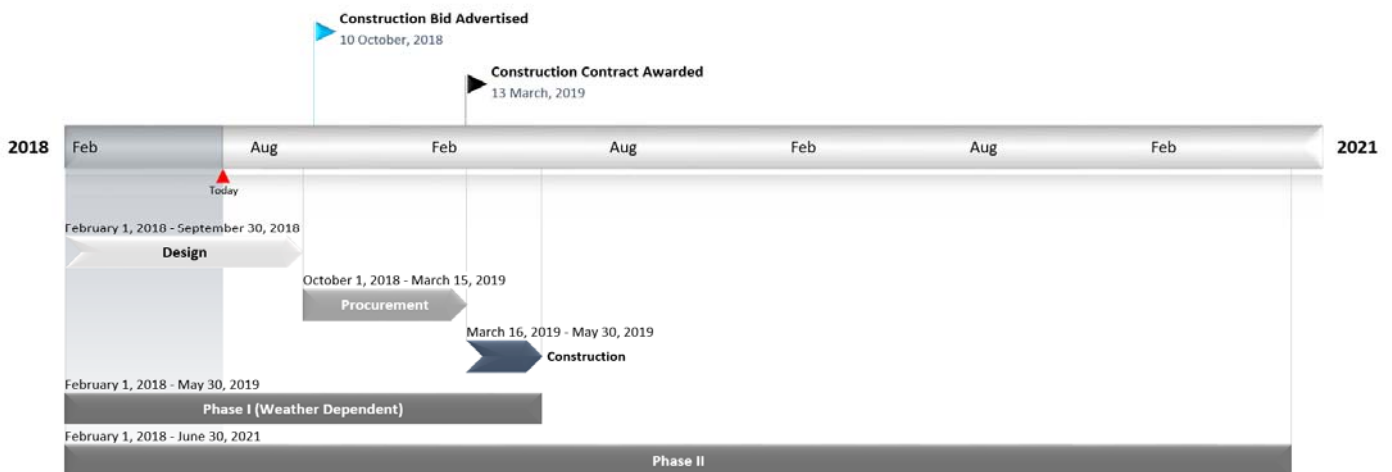 Construction Bid Advertised
10 October, 2018
Construction Contract Awarded
13 March, 2019
2018 Feb Aug Feb Aug Feb Aug Feb 2021
Today
February 1, 2018 - September 30, 2018
Design
October 1, 2018 - March 15, 2019
Procurement
March 16, 2019 - May 30, 2019
Construction
February 1, 2018 - May 30, 2019
Phase I (Weather Dependent)
February 1, 2018 - June 30, 2021
Phase II